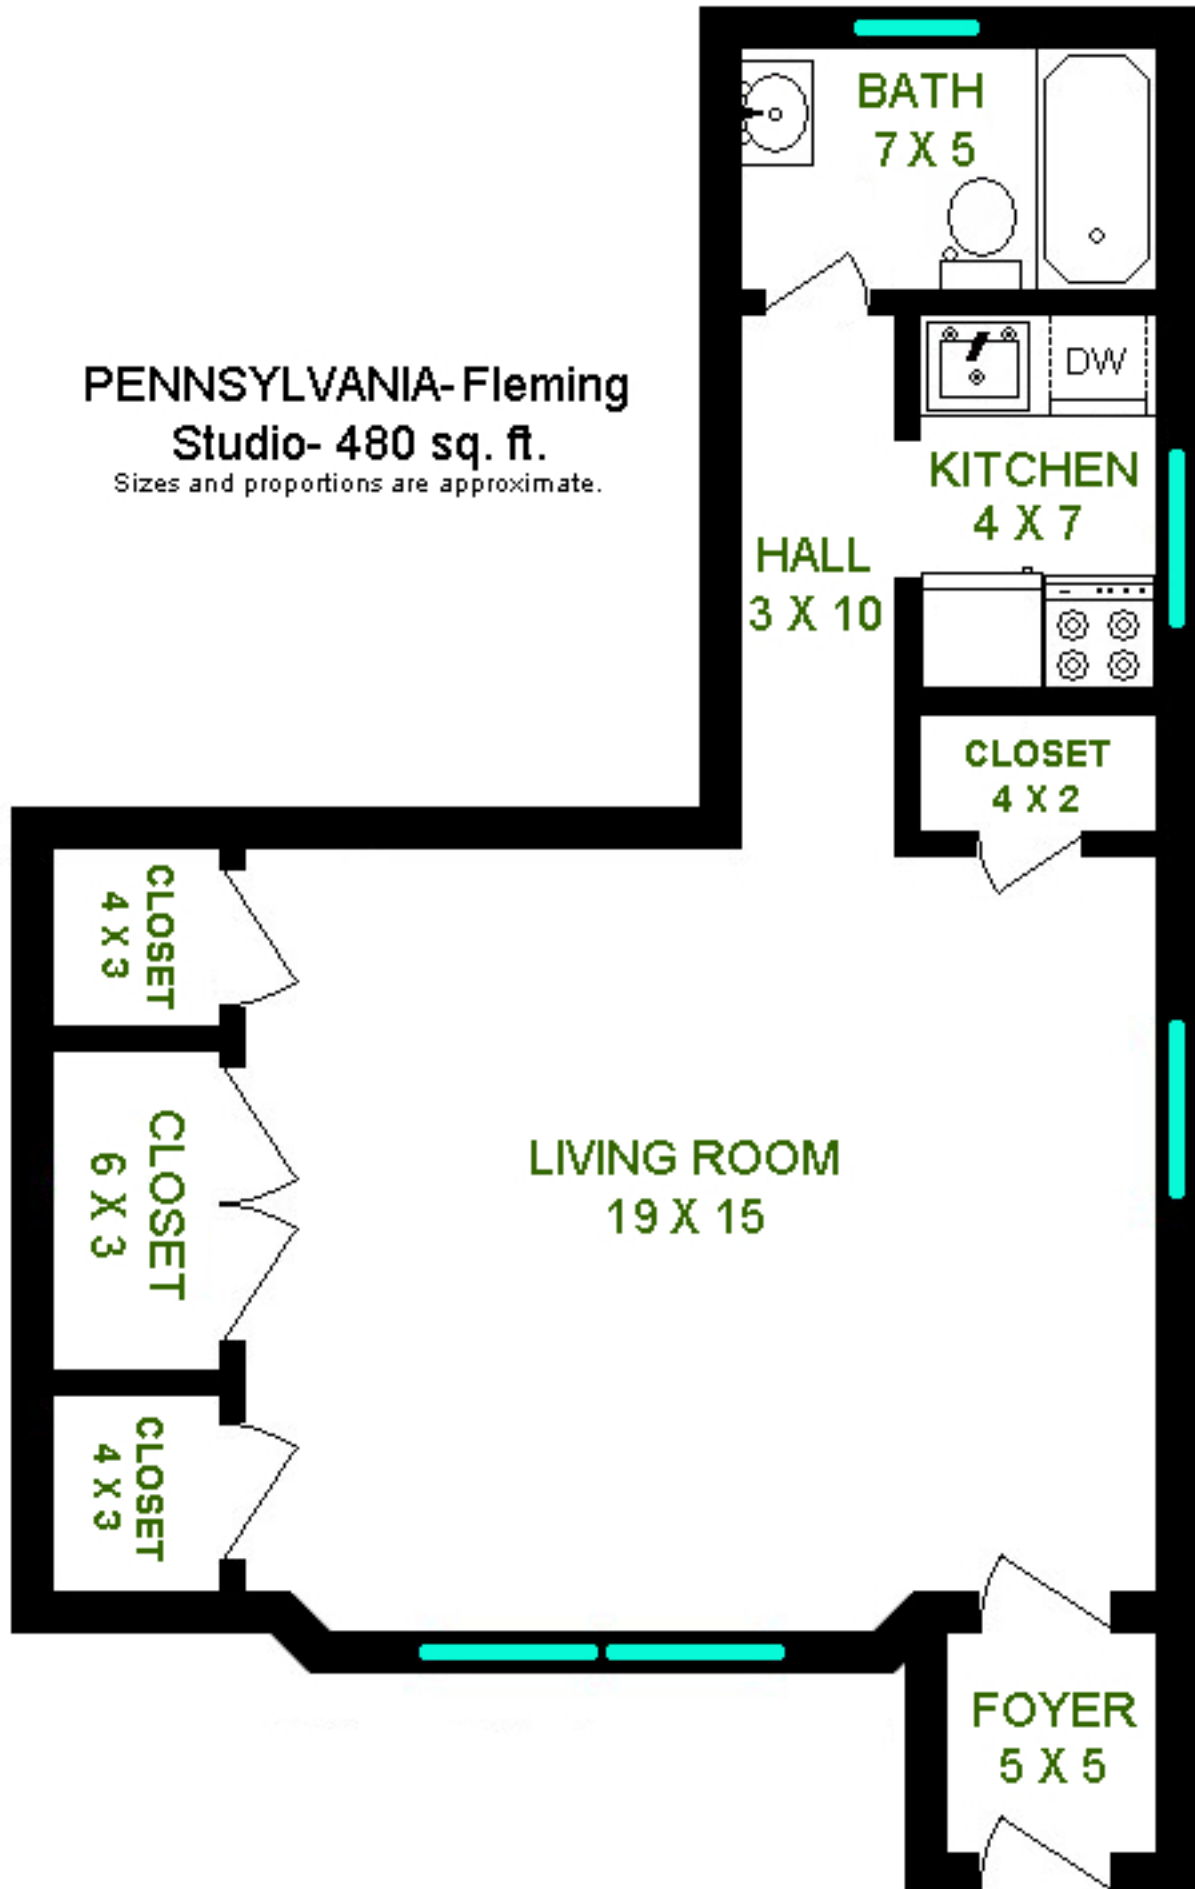 BATH
7 X 5
PENNSYLVANIA-Fleming
Studio- 480 sq. ft.
Sizes and proportions are approximate.
DW
KITCHEN
4 X 7
HALL
3 X 10
CLOSET
4 X 2
CLOSET
4 X 3
CLOSET
6 X 3
LIVING ROOM
19 X 15
CLOSET
4 X 3
FOYER
5 X 5